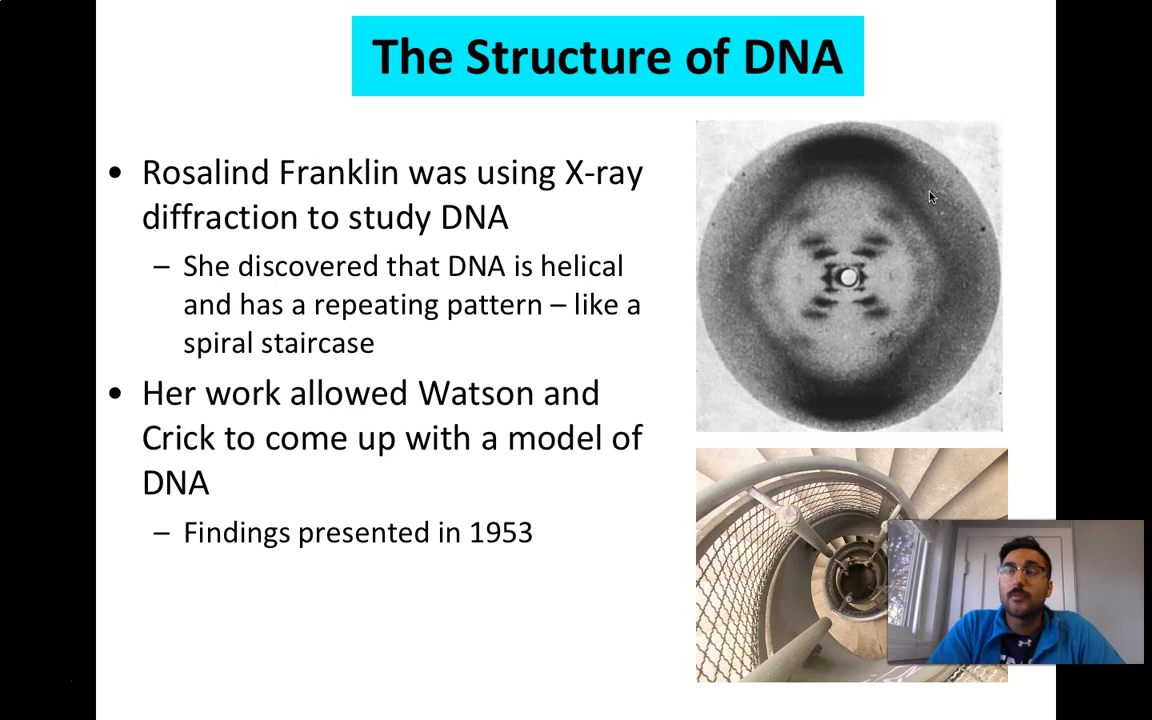 The Structure of DNA
• Rosalind Franklin was using X-ray
diffraction to study DNA
– She discovered that DNA is helical
and has a repeating pattern – like a
spiral staircase
• Her work allowed Watson and
Crick to come up with a model of
DNA
– Findings presented in 1953